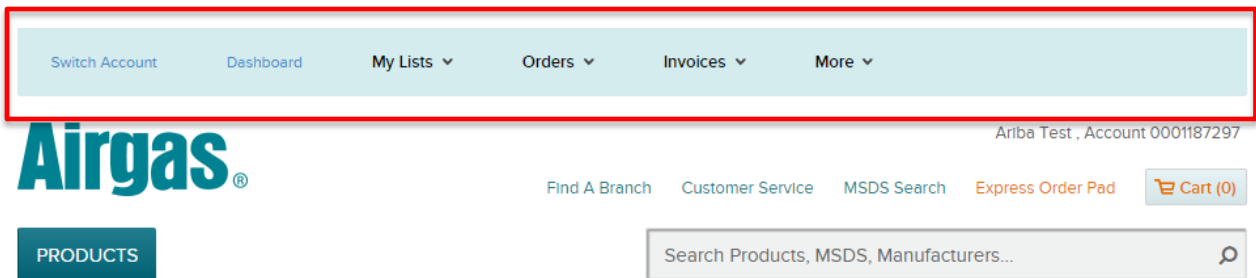 Switch Account Dashboard My Lists Orders Invoices More
Airgas®
Ariba Test , Account 0001187297
Find A Branch Customer Service MSDS Search Express Order Pad Cart (0)
PRODUCTS Search Products, MSDS, Manufacturers...